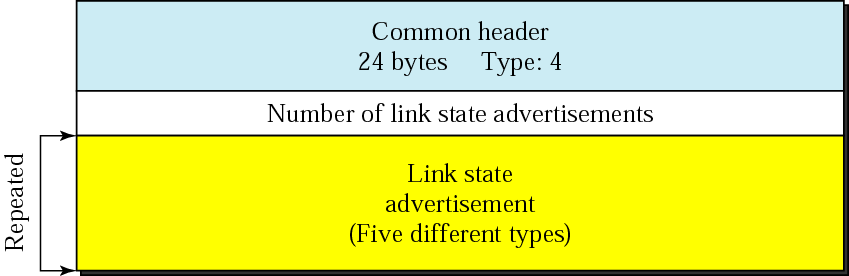 Common header
24 bytes Type: 4
Number of link state advertisements
Repeated
Link state
advertisement
(Five different types)